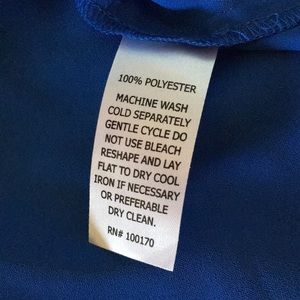 100% POLYESTER
MACHINE WASH
COLD SEPARATELY
GENTLE CYCLE DO
NOT USE BLEACH
RESHAPE AND LAY
FLAT TO DRY COOL
IRON IF NECESSARY
OR PREFERABLE
DRY CLEAN.
RN# 100170